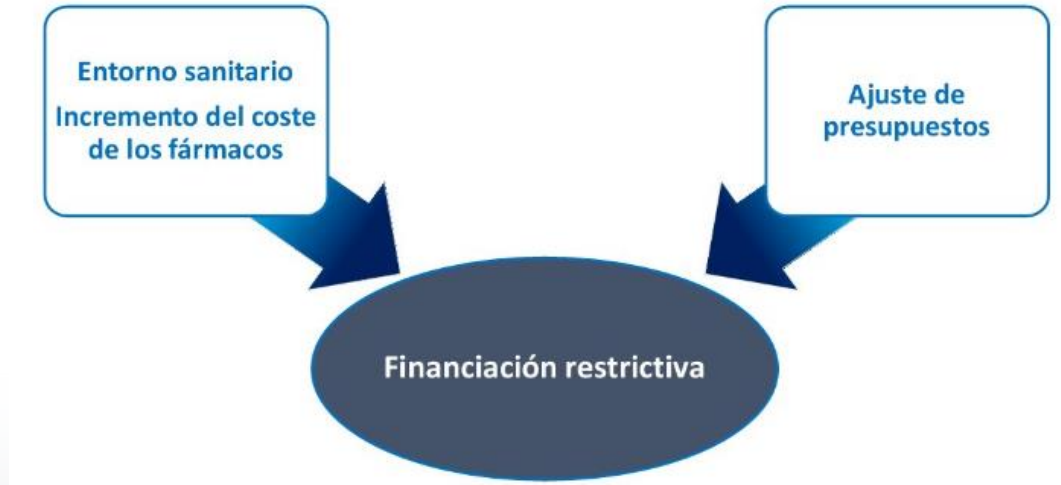 Entorno sanitario
Incremento del coste
de los fármacos
Ajuste de
presupuestos
Financiación restrictiva